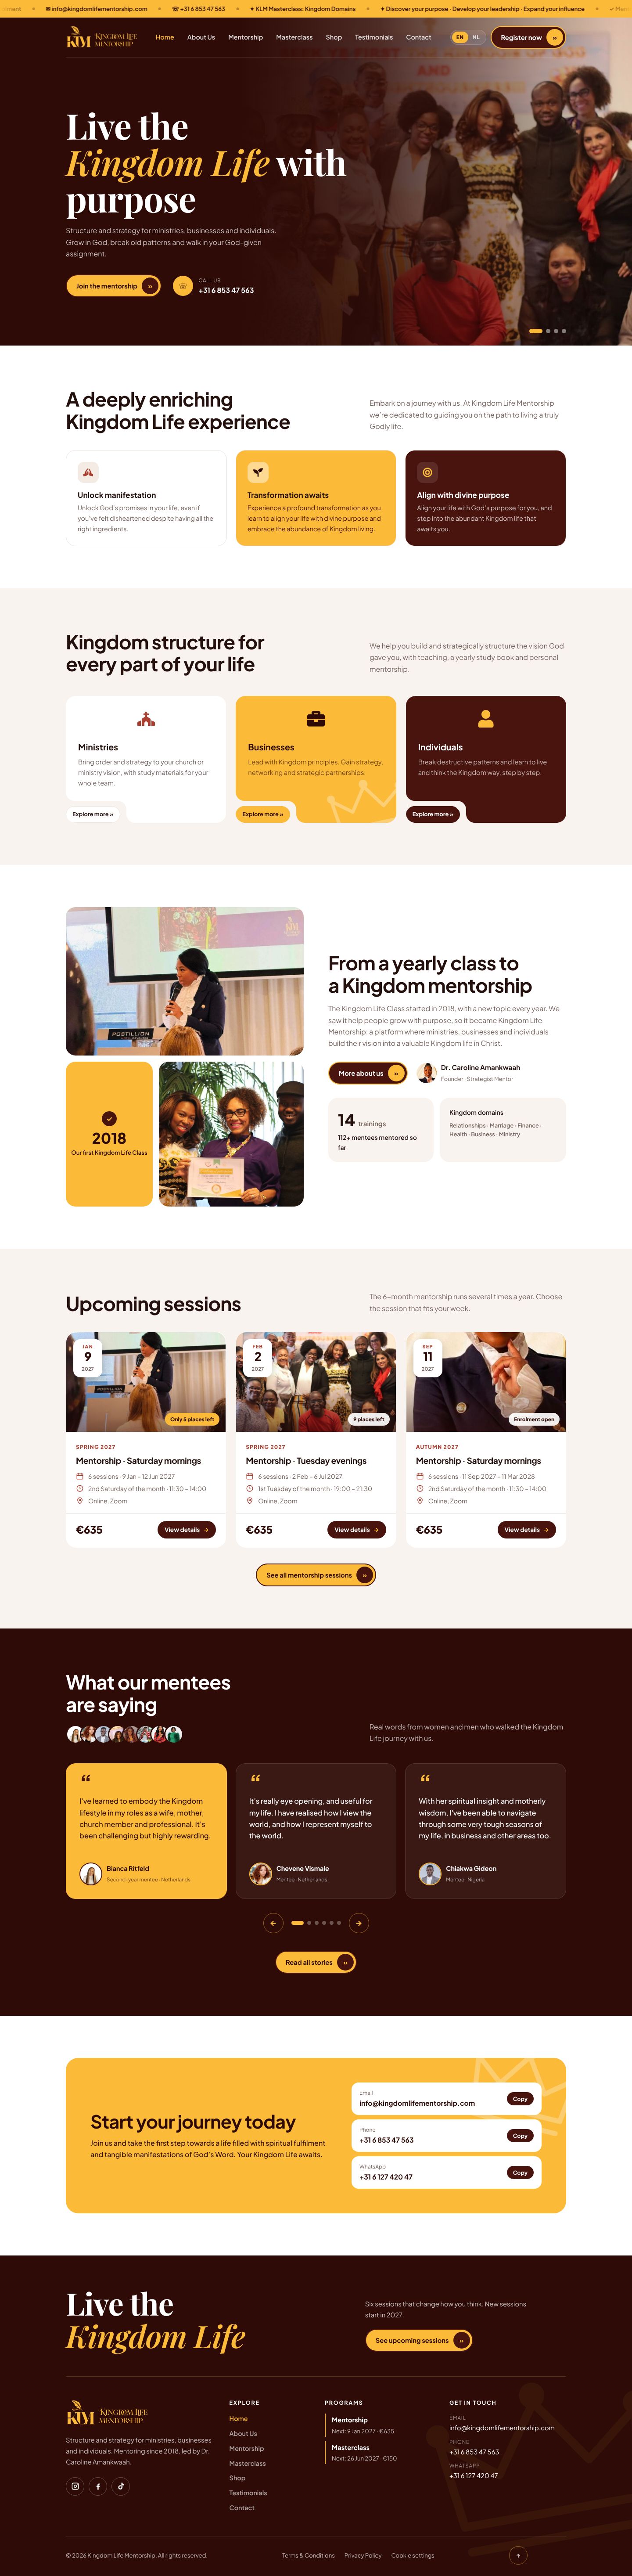 info@kingdomlifementorship.com
+31 6 853 47 563
KLM Masterclass: Kingdom Domains
Discover your purpose · Develop your leadership · Expand your influence
KLM KINGDOM LIFE
MENTORSHIP
Home
About Us
Mentorship
Masterclass
Shop
Testimonials
Contact
EN
NL
Register now »
AND
Live the
Kingdom Life with
purpose
Structure and strategy for ministries, businesses and individuals.
Grow in God, break old patterns and walk in your God-given
assignment.
Join the mentorship »
CALL US
+31 6 853 47 563
A deeply enriching
Kingdom Life experience
Embark on a journey with us. At Kingdom Life Mentorship
we're dedicated to guiding you on the path to living a truly
Godly life.
Unlock manifestation
Unlock God's promises in your life, even if
you've felt disheartened despite having all the
right ingredients.
Transformation awaits
Experience a profound transformation as you
learn to align your life with divine purpose and
embrace the abundance of Kingdom living.
Align with divine purpose
Align your life with God's purpose for you, and
step into the abundant Kingdom life that
awaits you.
Kingdom structure for
every part of your life
We help you build and strategically structure the vision God
gave you, with teaching, a yearly study book and personal
mentorship.
Ministries
Bring order and strategy to your church or
ministry vision, with study materials for your
whole team.
Explore more »
Businesses
Lead with Kingdom principles. Gain strategy,
networking and strategic partnerships.
Explore more »
Individuals
Break destructive patterns and learn to live
and think the Kingdom way, step by step.
Explore more »
POSTILLION
2018
Our first Kingdom Life Class
From a yearly class to
a Kingdom mentorship
The Kingdom Life Class started in 2018, with a new topic every year. We
saw it help people grow with purpose, so it became Kingdom Life
Mentorship: a platform where ministries, businesses and individuals
build their vision into a valuable Kingdom life in Christ.
More about us »
Dr. Caroline Amankwaah
Founder · Strategist Mentor
14 trainings
112+ mentees mentored so
far
Kingdom domains
Relationships · Marriage · Finance ·
Health · Business · Ministry
Upcoming sessions
The 6-month mentorship runs several times a year. Choose
the session that fits your week.
JAN
9
2027
POSTILLION
Only 5 places left
SPRING 2027
Mentorship · Saturday mornings
6 sessions · 9 Jan – 12 Jun 2027
2nd Saturday of the month · 11:30 – 14:00
Online, Zoom
€635
View details →
FEB
2
2027
9 places left
SPRING 2027
Mentorship · Tuesday evenings
6 sessions · 2 Feb – 6 Jul 2027
1st Tuesday of the month · 19:00 – 21:30
Online, Zoom
€635
View details →
SEP
11
2027
Enrolment open
AUTUMN 2027
Mentorship · Saturday mornings
6 sessions · 11 Sep 2027 – 11 Mar 2028
2nd Saturday of the month · 11:30 – 14:00
Online, Zoom
€635
View details →
See all mentorship sessions »
What our mentees
are saying
Real words from women and men who walked the Kingdom
Life journey with us.
I've learned to embody the Kingdom
lifestyle in my roles as a wife, mother,
church member and professional. It's
been challenging but highly rewarding.
Bianca Ritfeld
Second-year mentee · Netherlands
It's really eye opening, and useful for
my life. I have realised how I view the
world, and how I represent myself to
the world.
Chevene Vismale
Mentee · Netherlands
With her spiritual insight and motherly
wisdom, I've been able to navigate
through some very tough seasons of
my life, in business and other areas too.
Chiakwa Gideon
Mentee · Nigeria
Read all stories »
Start your journey today
Join us and take the first step towards a life filled with spiritual fulfilment
and tangible manifestations of God's Word. Your Kingdom Life awaits.
Email
info@kingdomlifementorship.com
Copy
Phone
+31 6 853 47 563
Copy
WhatsApp
+31 6 127 420 47
Copy
Live the
Kingdom Life
Six sessions that change how you think. New sessions
start in 2027.
See upcoming sessions »
KLM KINGDOM LIFE
MENTORSHIP
Structure and strategy for ministries, businesses
and individuals. Mentoring since 2018, led by Dr.
Caroline Amankwaah.
EXPLORE
Home
About Us
Mentorship
Masterclass
Shop
Testimonials
Contact
PROGRAMS
Mentorship
Next: 9 Jan 2027 · €635
Masterclass
Next: 26 Jun 2027 · €150
GET IN TOUCH
EMAIL
info@kingdomlifementorship.com
PHONE
+31 6 853 47 563
WHATSAPP
+31 6 127 420 47
© 2026 Kingdom Life Mentorship. All rights reserved.
Terms & Conditions
Privacy Policy
Cookie settings